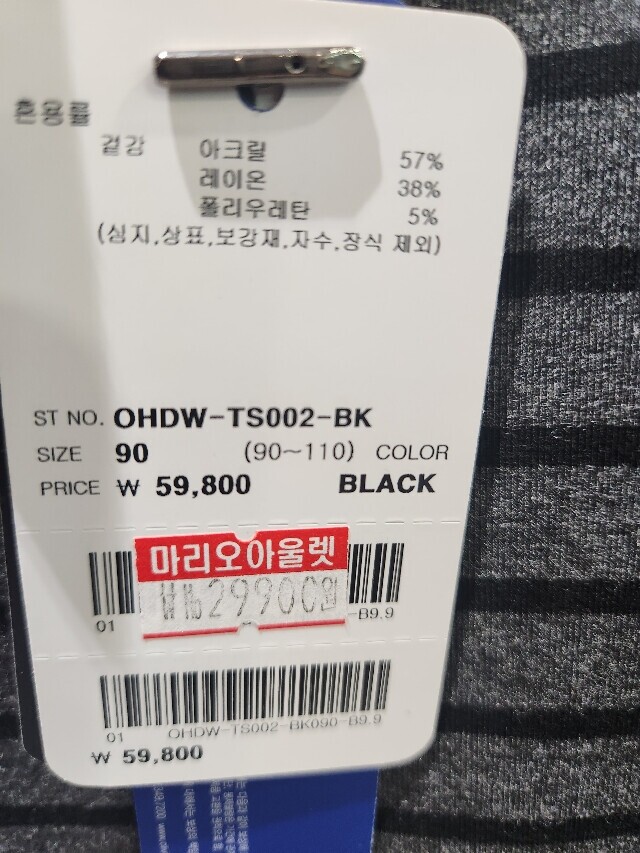 혼용률
겉감 아크릴 57%
레이온 38%
폴리우레탄 5%
(심지,상표,보강재,자수,장식 제외)
ST NO. OHDW-TS002-BK
SIZE 90 (90~110) COLOR
PRICE ₩ 59,800 BLACK
마리오아울렛
29900원
01 -B9.9
01 OHDW-TS002-BK090-B9.9
₩ 59,800